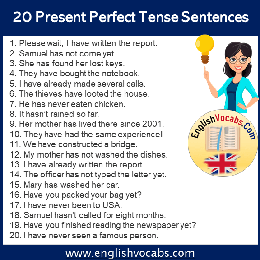 20 Present Perfect Tense Sentences
1. Please wait, I have written the report.
2. Samuel has not come yet.
3. She has found her lost keys.
4. They have bought the notebook.
5. I have already made several calls.
6. The thieves have looted the house.
7. He has never eaten chicken.
8. It hasn't rained so far.
9. Her mother has lived there since 2001.
10. They have had the same experience!
11. We have constructed a bridge.
12. My mother has not washed the dishes.
13. I have already written the report.
14. The officer has not typed the letter yet.
15. Mary has washed her car.
16. Have you packed your bag yet?
17. I have never been to USA.
18. Samuel hasn't called for eight months.
19. Have you finished reading the newspaper yet?
20. I have never seen a famous person.
EnglishVocabs.Com
www.englishvocabs.com